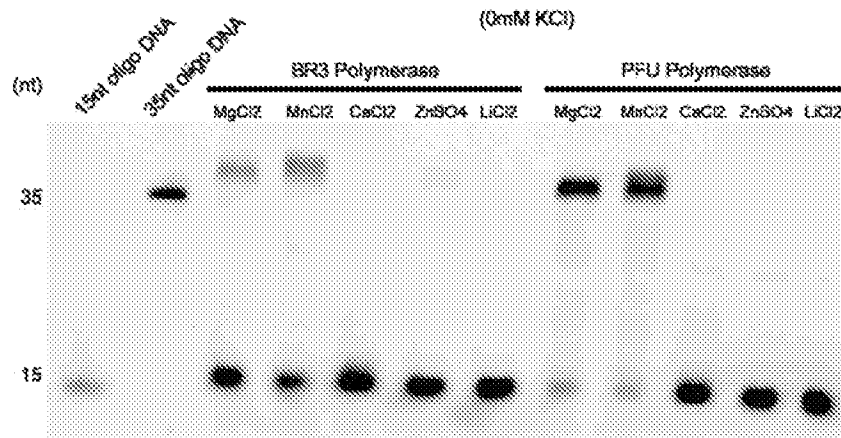 (0mM KCl)
15nt oligo DNA
35nt oligo DNA
(nt)
BR3 Polymerase
PFU Polymerase
MgCl2 MnCl2 CaCl2 ZnSO4 LiCl2 MgCl2 MnCl2 CaCl2 ZnSO4 LiCl2
35
15